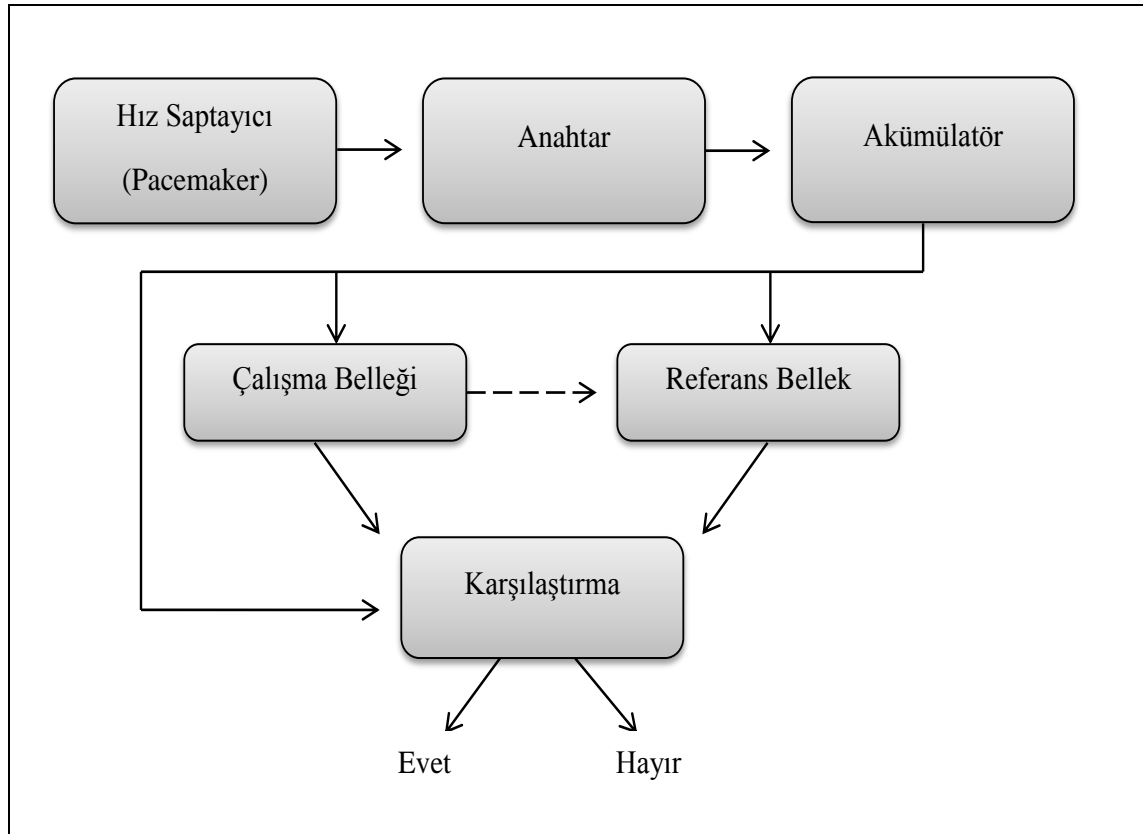 Hız Saptayıcı
(Pacemaker)
Anahtar
Akümülatör
Çalışma Belleği
Referans Bellek
Karşılaştırma
Evet
Hayır